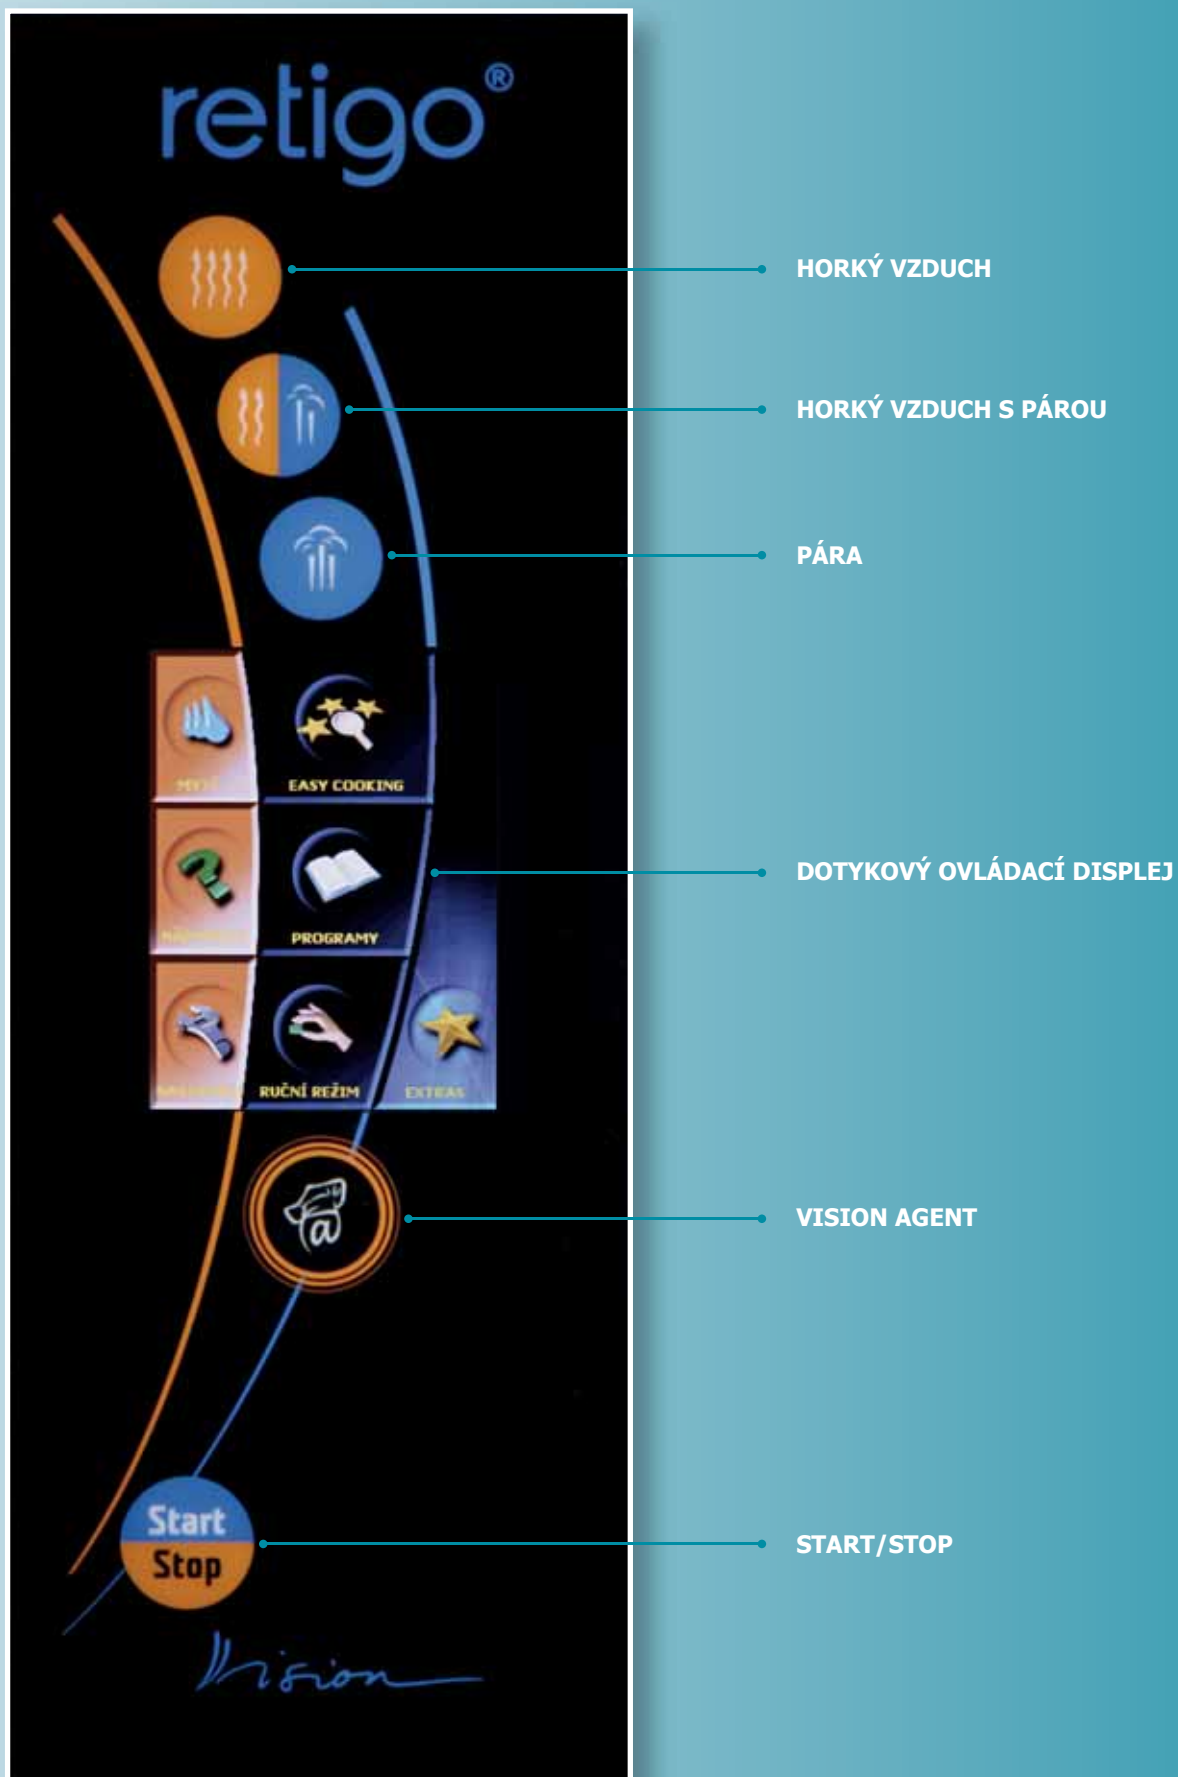 retigo®
HORKÝ VZDUCH
HORKÝ VZDUCH S PÁROU
PÁRA
EASY COOKING
PROGRAMY
DOTYKOVÝ OVLÁDACÍ DISPLEJ
RUČNÍ REŽIM
EXTRAS
@
VISION AGENT
Start
Stop
START/STOP
Vision